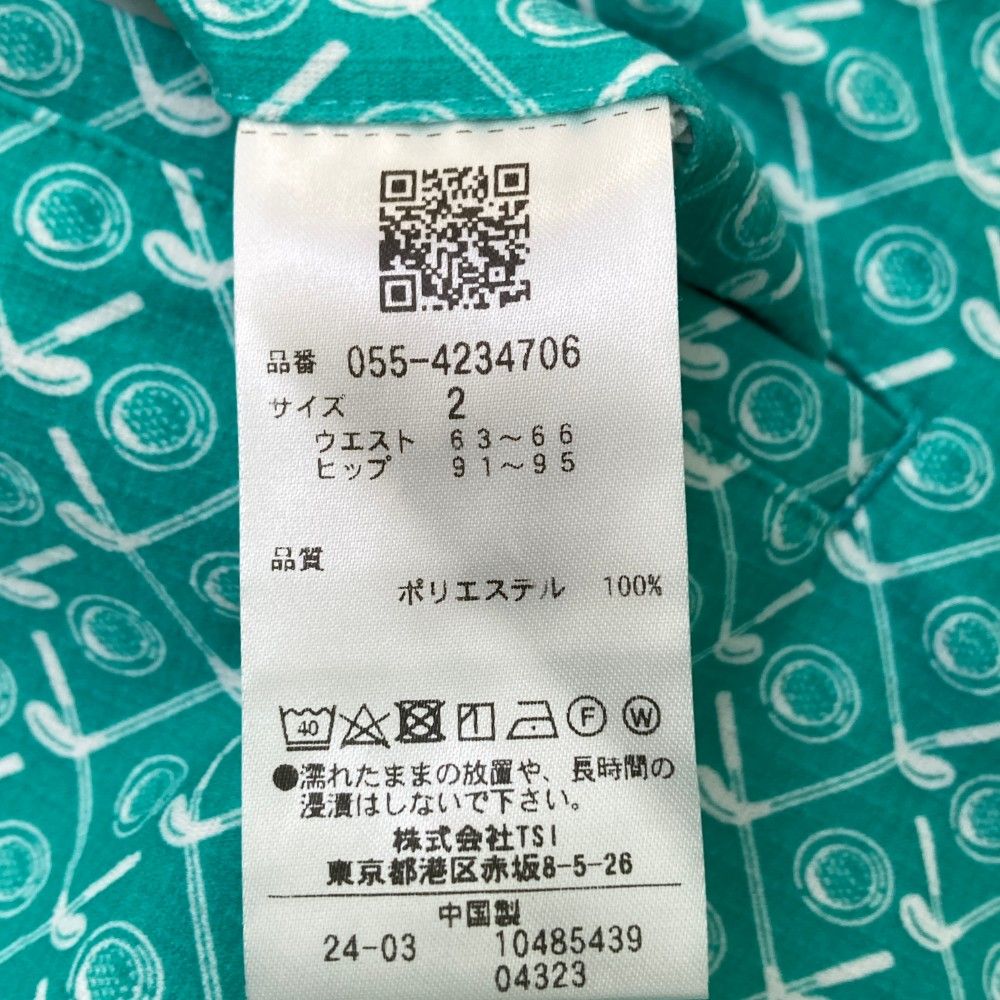 品番 055-4234706
サイズ 2
ウエスト 63～66
ヒップ 91～95
品質
ポリエステル 100%
40 F W
●濡れたままの放置や、長時間の
浸漬はしないで下さい。
株式会社TSI
東京都港区赤坂8-5-26
中国製
24-03 10485439
04323